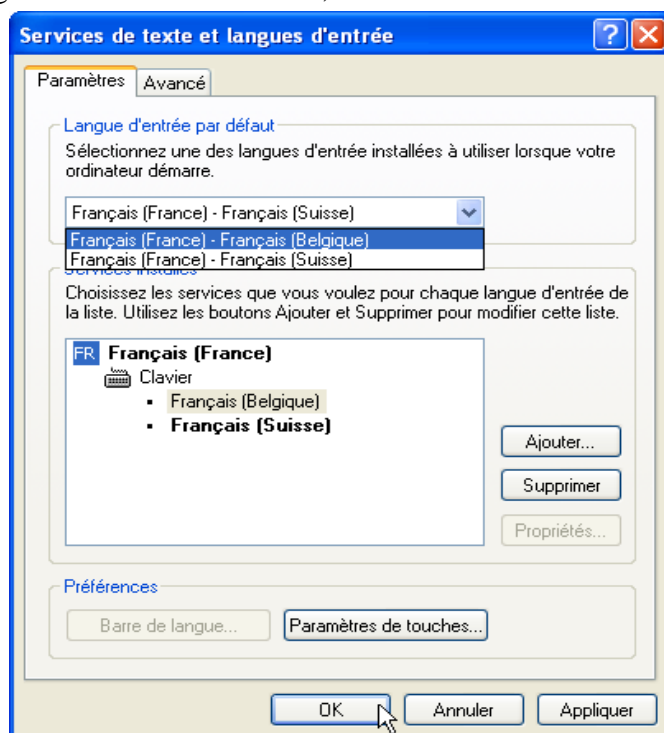 Services de texte et langues d'entrée
Paramètres
Avancé
Langue d'entrée par défaut
Sélectionnez une des langues d'entrée installées à utiliser lorsque votre
ordinateur démarre.
Français (France) - Français (Suisse)
Français (France) - Français (Belgique)
Français (France) - Français (Suisse)
Services installés
Choisissez les services que vous voulez pour chaque langue d'entrée de
la liste. Utilisez les boutons Ajouter et Supprimer pour modifier cette liste.
FR Français (France)
Clavier
Français (Belgique)
Français (Suisse)
Ajouter...
Supprimer
Propriétés...
Préférences
Barre de langue...
Paramètres de touches...
OK
Annuler
Appliquer